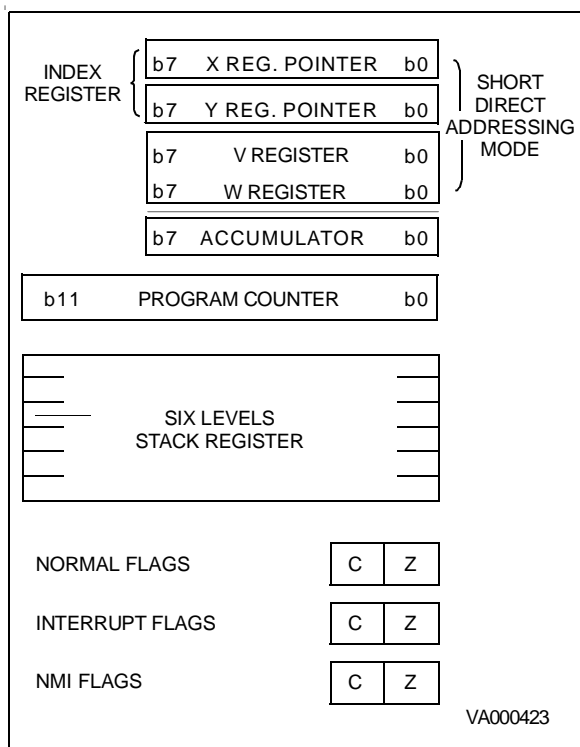 INDEX
REGISTER
b7 X REG. POINTER b0
b7 Y REG. POINTER b0
b7 V REGISTER b0
b7 W REGISTER b0
SHORT
DIRECT
ADDRESSING
MODE
b7 ACCUMULATOR b0
b11 PROGRAM COUNTER b0
SIX LEVELS
STACK REGISTER
NORMAL FLAGS C Z
INTERRUPT FLAGS C Z
NMI FLAGS C Z
VA000423